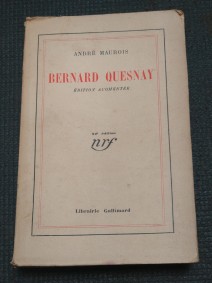 ANDRÉ MAUROIS
BERNARD QUESNAY
ÉDITION AUGMENTÉE
nrf
Librairie Gallimard